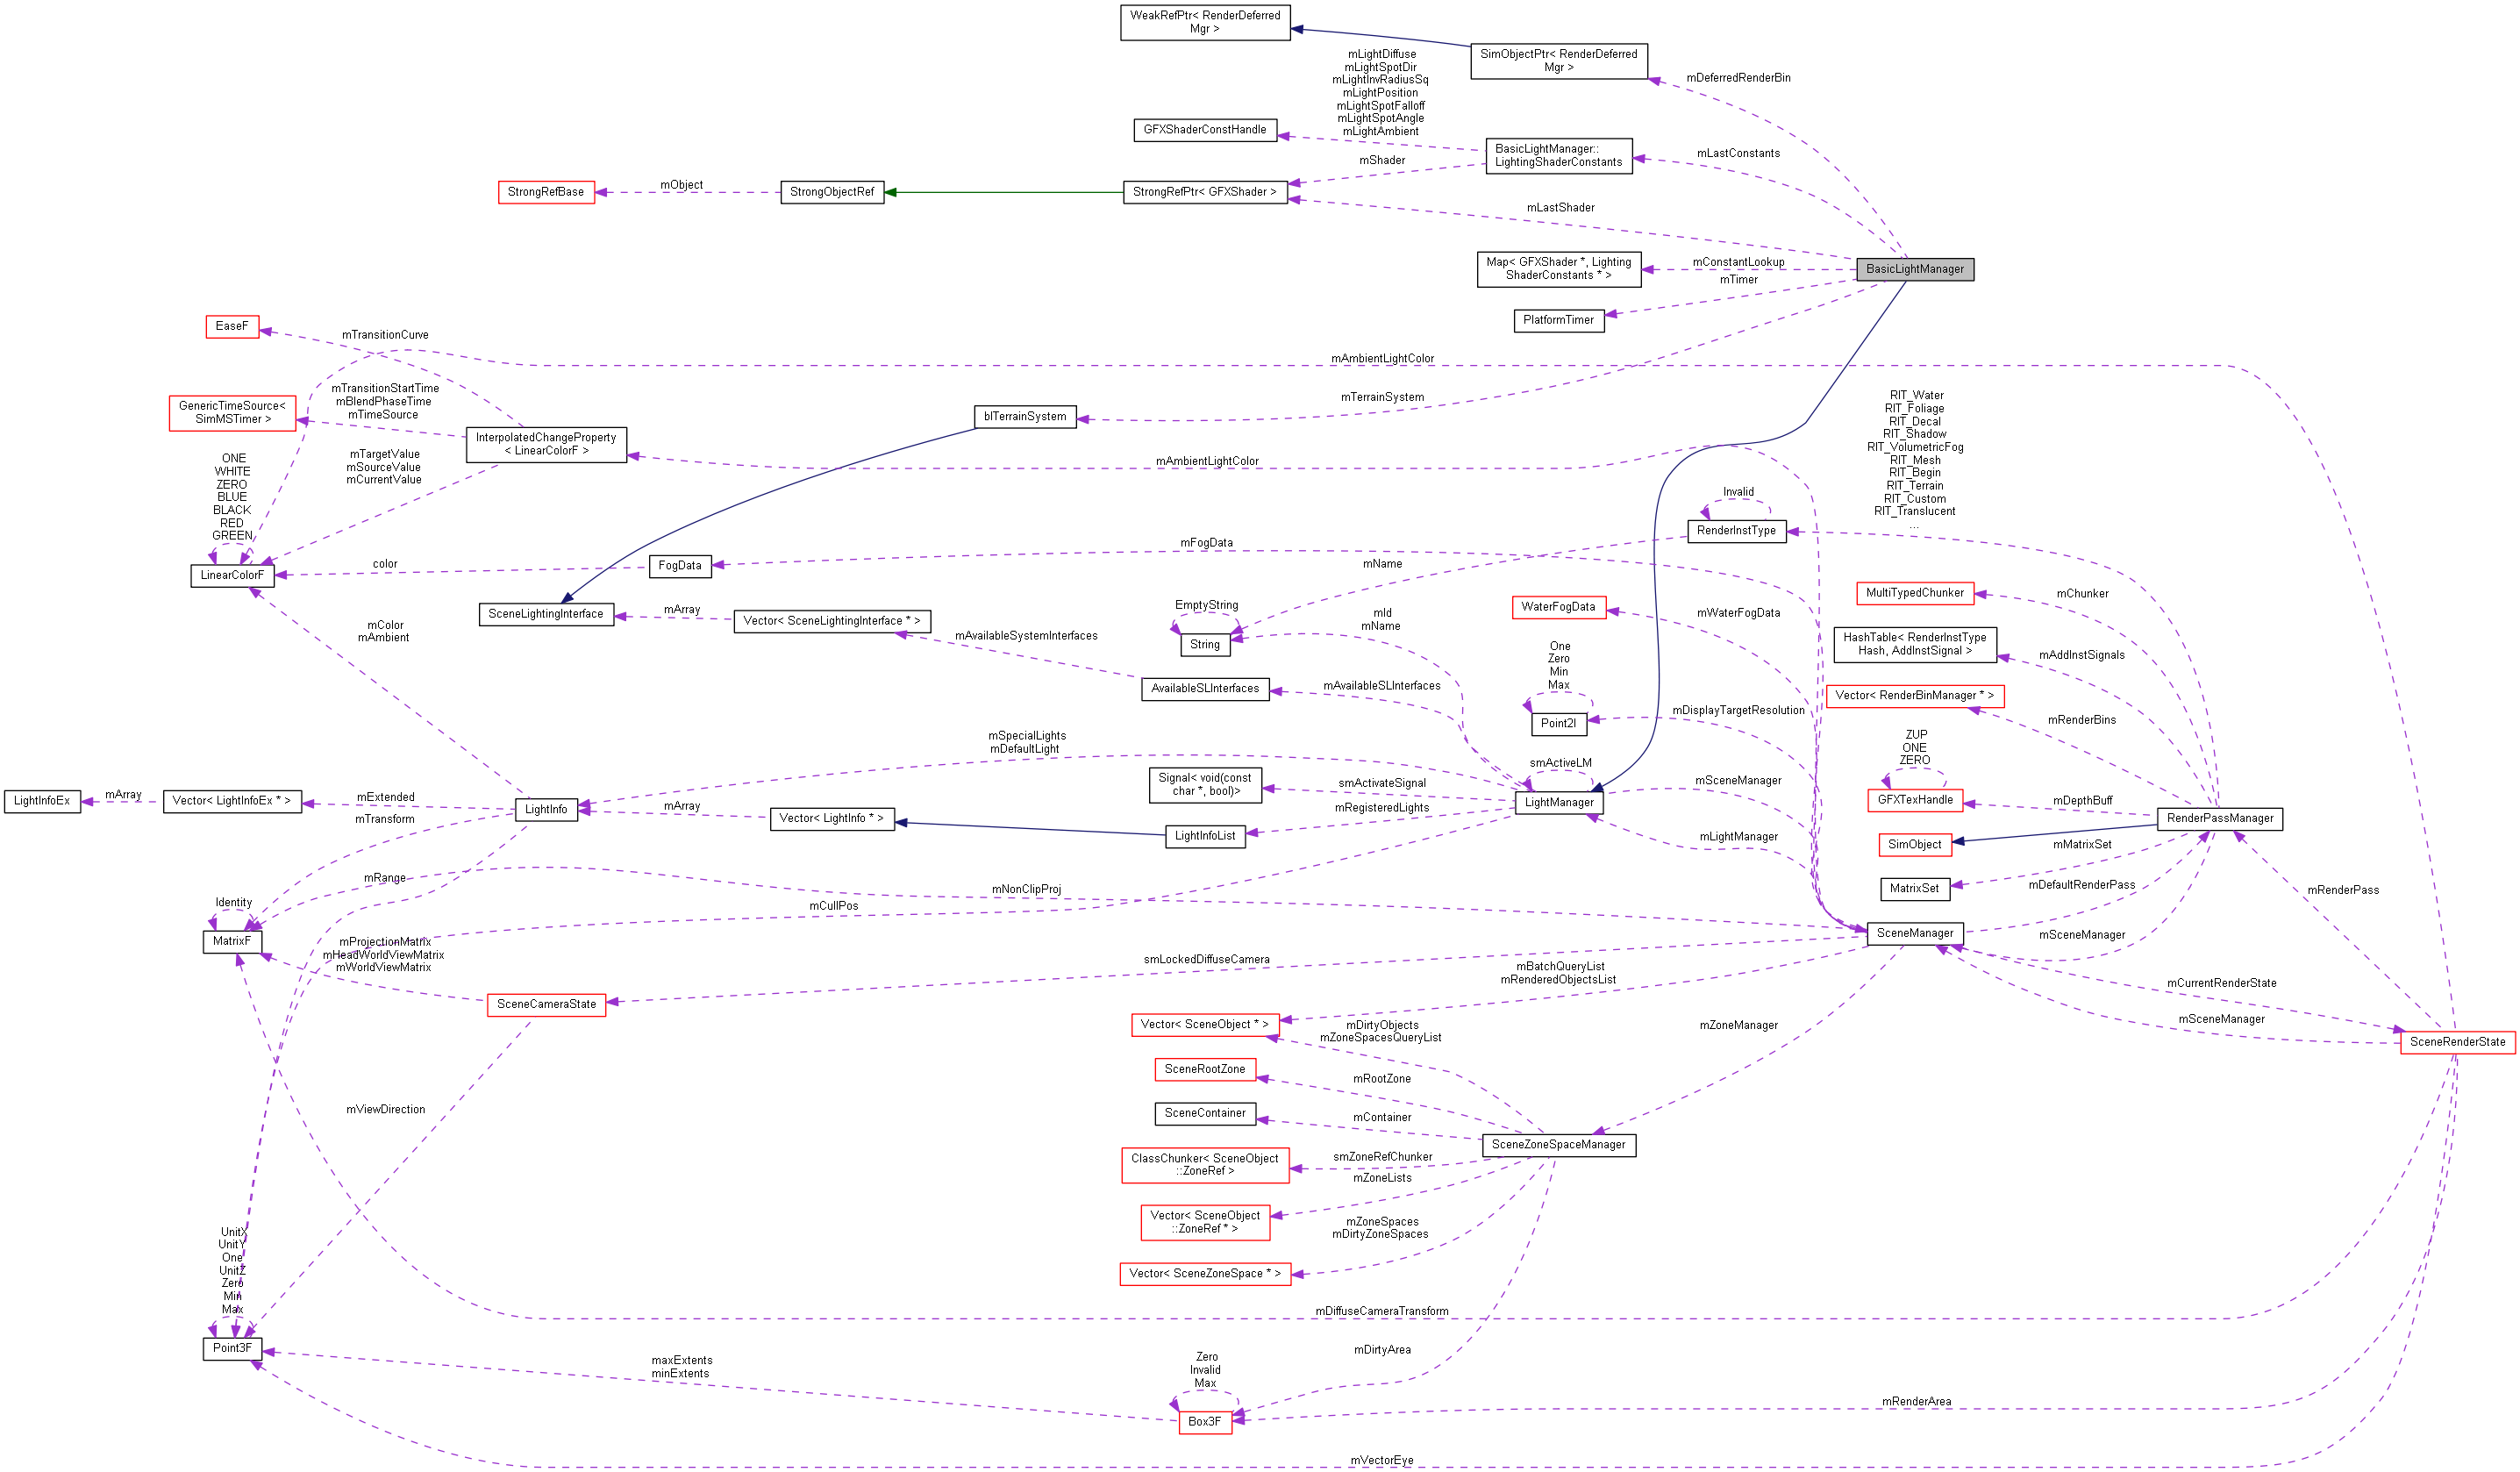 WeakRefPtr< RenderDeferred
Mgr >
SimObjectPtr< RenderDeferred
Mgr >
mDeferredRenderBin
mLightDiffuse
mLightSpotDir
mLightInvRadiusSq
mLightPosition
mLightSpotFalloff
mLightSpotAngle
mLightAmbient
GFXShaderConstHandle
BasicLightManager::
LightingShaderConstants
mLastConstants
mShader
StrongRefBase
mObject
StrongObjectRef
StrongRefPtr< GFXShader >
mLastShader
Map< GFXShader *, Lighting
ShaderConstants * >
mConstantLookup
mTimer
BasicLightManager
PlatformTimer
EaseF
mTransitionCurve
mAmbientLightColor
GenericTimeSource<
SimMSTimer >
mTransitionStartTime
mBlendPhaseTime
mTimeSource
InterpolatedChangeProperty
< LinearColorF >
blTerrainSystem
mTerrainSystem
mTargetValue
mSourceValue
mCurrentValue
mAmbientLightColor
RIT_Water
RIT_Foliage
RIT_Decal
RIT_Shadow
RIT_VolumetricFog
RIT_Mesh
RIT_Begin
RIT_Terrain
RIT_Custom
RIT_Translucent
...
ONE
WHITE
ZERO
BLUE
BLACK
RED
GREEN
LinearColorF
color
FogData
mFogData
Invalid
RenderInstType
mName
SceneLightingInterface
mArray
Vector< SceneLightingInterface * >
mAvailableSystemInterfaces
EmptyString
String
mId
mName
WaterFogData
mWaterFogData
MultiTypedChunker
mChunker
HashTable< RenderInstType
Hash, AddInstSignal >
mAddInstSignals
mColor
mAmbient
AvailableSLInterfaces
mAvailableSLInterfaces
One
Zero
Min
Max
Point2I
mDisplayTargetResolution
Vector< RenderBinManager * >
mRenderBins
mSpecialLights
mDefaultLight
ZUP
ONE
ZERO
GFXTexHandle
mDepthBuff
Signal< void(const
char *, bool)>
smActivateSignal
smActiveLM
LightManager
mSceneManager
LightInfoEx
mArray
Vector< LightInfoEx * >
mExtended
mTransform
LightInfo
mArray
Vector< LightInfo * >
LightInfoList
mRegisteredLights
mLightManager
RenderPassManager
SimObject
mMatrixSet
MatrixSet
mDefaultRenderPass
mRenderPass
mRange
mNonClipProj
mCullPos
Identity
MatrixF
mProjectionMatrix
mHeadWorldViewMatrix
mWorldViewMatrix
SceneManager
mSceneManager
smLockedDiffuseCamera
SceneCameraState
mBatchQueryList
mRenderedObjectsList
mCurrentRenderState
mSceneManager
SceneRenderState
Vector< SceneObject * >
mDirtyObjects
mZoneSpacesQueryList
mZoneManager
SceneRootZone
mRootZone
SceneContainer
mContainer
mViewDirection
SceneZoneSpaceManager
ClassChunker< SceneObject
::ZoneRef >
smZoneRefChunker
mZoneLists
Vector< SceneObject
::ZoneRef * >
mZoneSpaces
mDirtyZoneSpaces
Vector< SceneZoneSpace * >
UnitX
UnitY
One
UnitZ
Zero
Min
Max
Point3F
mDiffuseCameraTransform
mDirtyArea
maxExtents
minExtents
Zero
Invalid
Max
Box3F
mRenderArea
mVectorEye